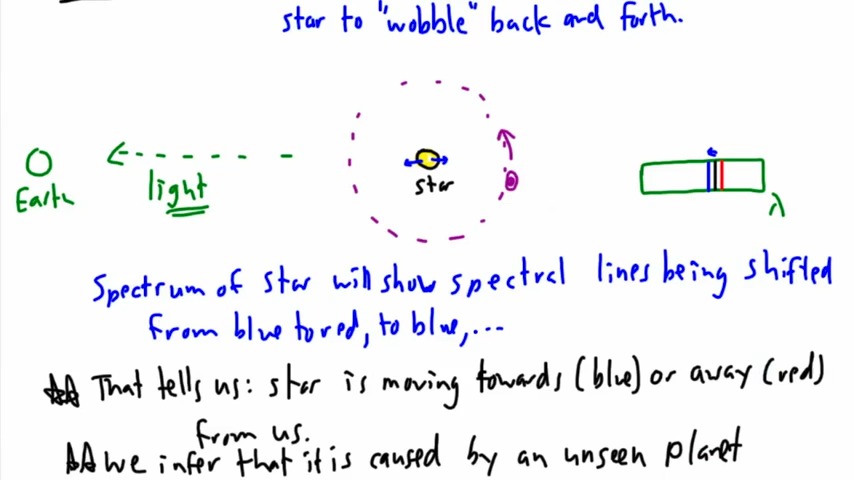 star to "wobble" back and forth.
Earth
light
star
λ
Spectrum of star will show spectral lines being shifted
from blue to red, to blue,...
That tells us: star is moving towards (blue) or away (red)
from us.
we infer that it is caused by an unseen planet